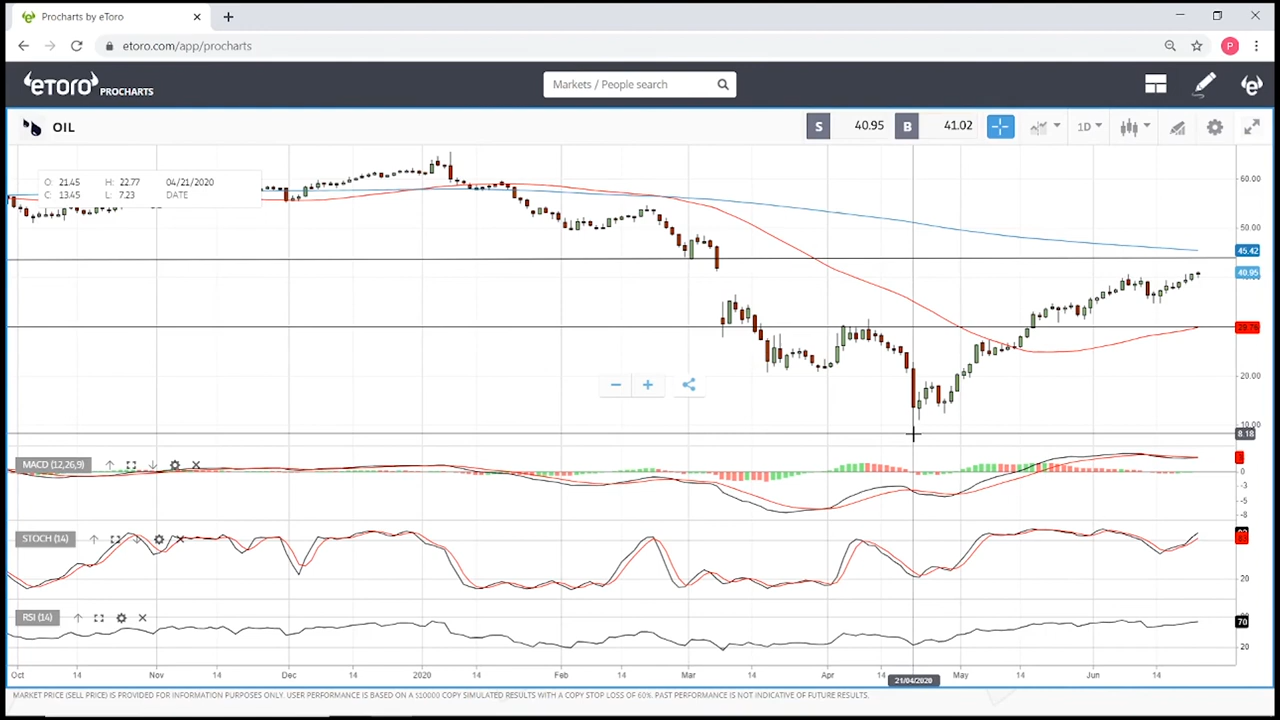 Procharts by eToro
etoro.com/app/procharts
P
eToro PROCHARTS
Markets / People search
OIL
S 40.95 B 41.02
1D
O: 21.45 H: 22.77 04/21/2020
C: 13.45 L: 7.23 DATE
60.00
50.00
45.42
40.95
29.76
20.00
10.00
8.18
MACD (12,26,9)
0
-3
-5
-8
STOCH (14)
20
RSI (14)
70
20
Oct 14 Nov 14 Dec 14 2020 14 Feb 14 Mar 14 Apr 14 21/04/2020 May 14 Jun 14
MARKET PRICE (SELL PRICE) IS PROVIDED FOR INFORMATION PURPOSES ONLY. USER PERFORMANCE IS BASED ON A $10000 COPY SIMULATED RESULTS WITH A COPY STOP LOSS OF 60%. PAST PERFORMANCE IS NOT INDICATIVE OF FUTURE RESULTS.